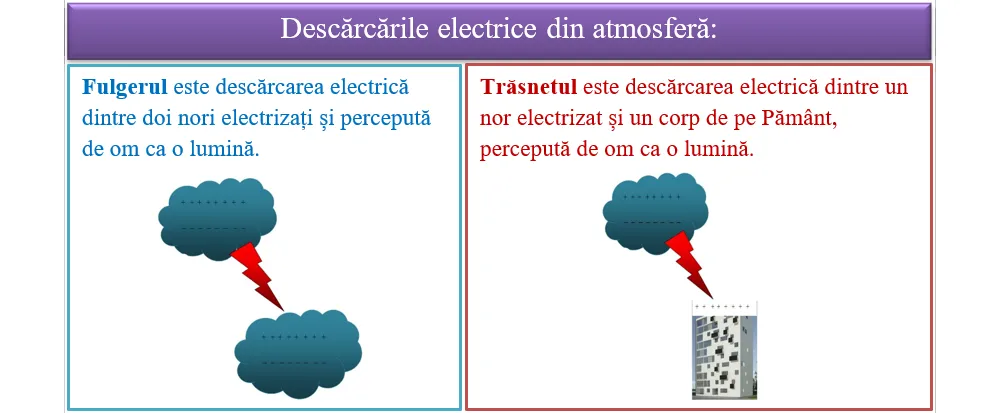 Descărcările electrice din atmosferă:
Fulgerul este descărcarea electrică
dintre doi nori electrizați și percepută
de om ca o lumină.
Trăsnetul este descărcarea electrică dintre un
nor electrizat și un corp de pe Pământ,
percepută de om ca o lumină.
+ + + + + + + +
- - - - - - - -
+ + + + + + + +
- - - - - - - -
+ + + + + + + +
- - - - - - - -
+ + + + + + + +